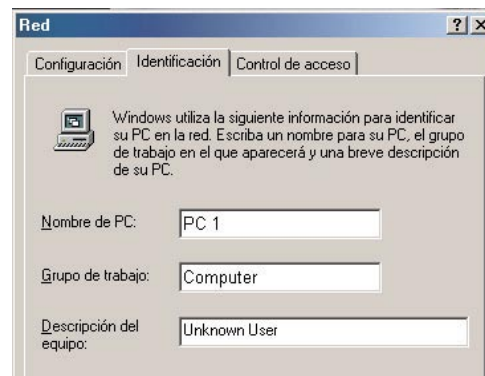 Red
Configuración
Identificación
Control de acceso
Windows utiliza la siguiente información para identificar
su PC en la red. Escriba un nombre para su PC, el grupo
de trabajo en el que aparecerá y una breve descripción
de su PC.
Nombre de PC:
PC 1
Grupo de trabajo:
Computer
Descripción del
equipo:
Unknown User